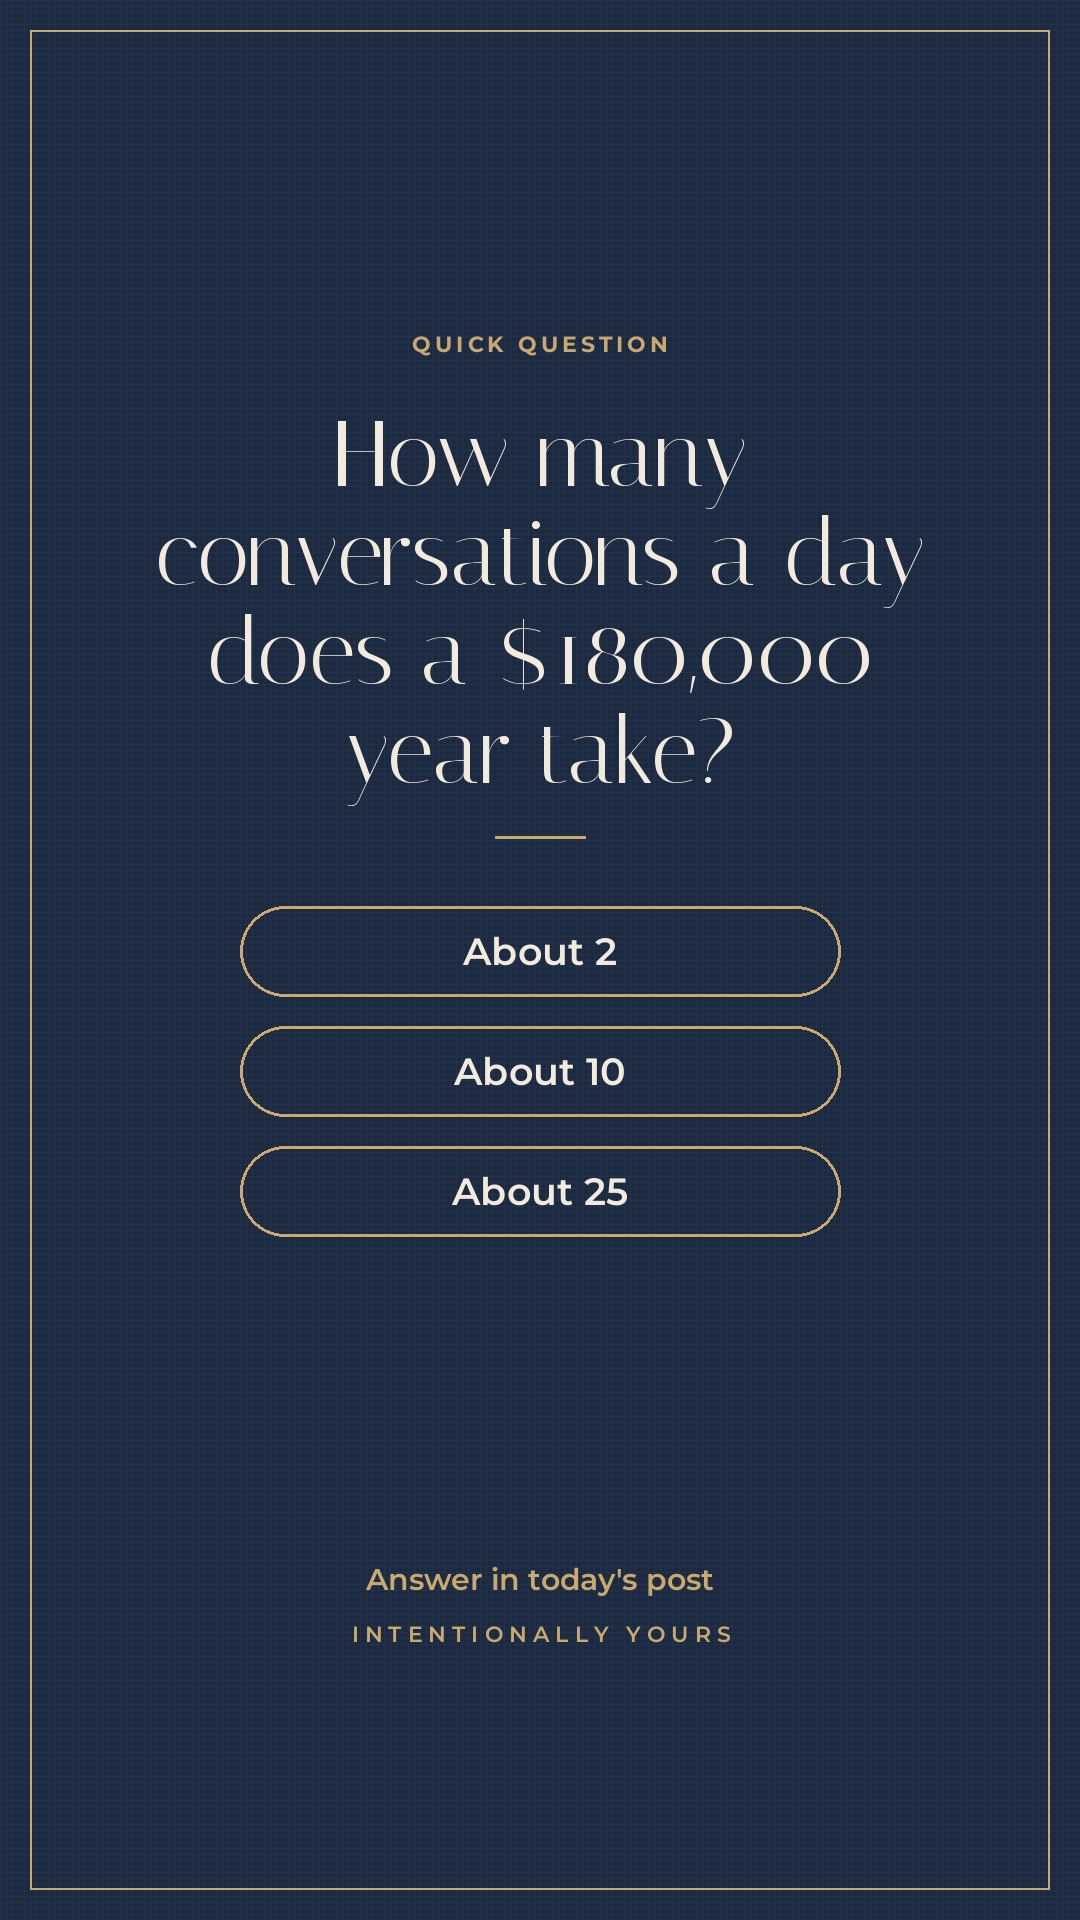 QUICK QUESTION
How many
conversations a day
does a $180,000
year take?
About 2
About 10
About 25
Answer in today's post
INTENTIONALLY YOURS